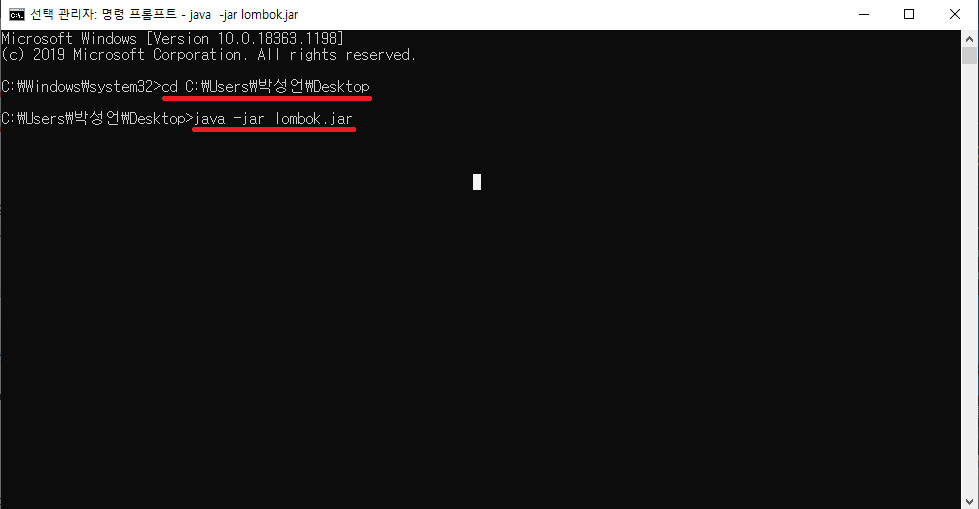 선택 관리자: 명령 프롬프트 - java  -jar lombok.jar
Microsoft Windows [Version 10.0.18363.1198]
(c) 2019 Microsoft Corporation. All rights reserved.
C:₩Windows₩system32>cd C:₩Users₩박성언₩Desktop
C:₩Users₩박성언₩Desktop>java -jar lombok.jar